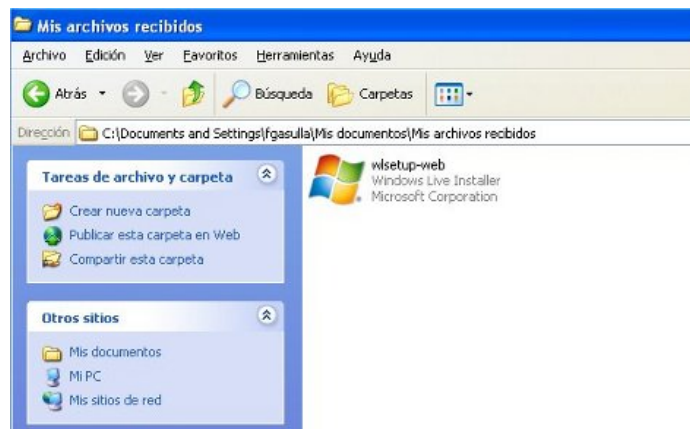 Mis archivos recibidos
Archivo Edición Ver Favoritos Herramientas Ayuda
Atrás Búsqueda Carpetas
Dirección C:\Documents and Settings\fgasulla\Mis documentos\Mis archivos recibidos
Tareas de archivo y carpeta
Crear nueva carpeta
Publicar esta carpeta en Web
Compartir esta carpeta
Otros sitios
Mis documentos
Mi PC
Mis sitios de red
wlsetup-web
Windows Live Installer
Microsoft Corporation